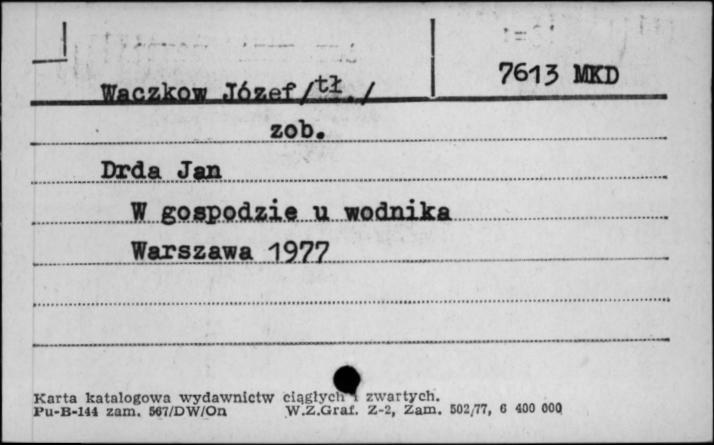 7613 MKD
Waczkow Józef /tł./
zob.
Drda Jan
W gospodzie u wodnika
Warszawa 1977
Karta katalogowa wydawnictw ciągłych i zwartych.
Pu-B-144 zam. 567/DW/On W.Z.Graf. Z-2, Zam. 502/77, 6 400 000